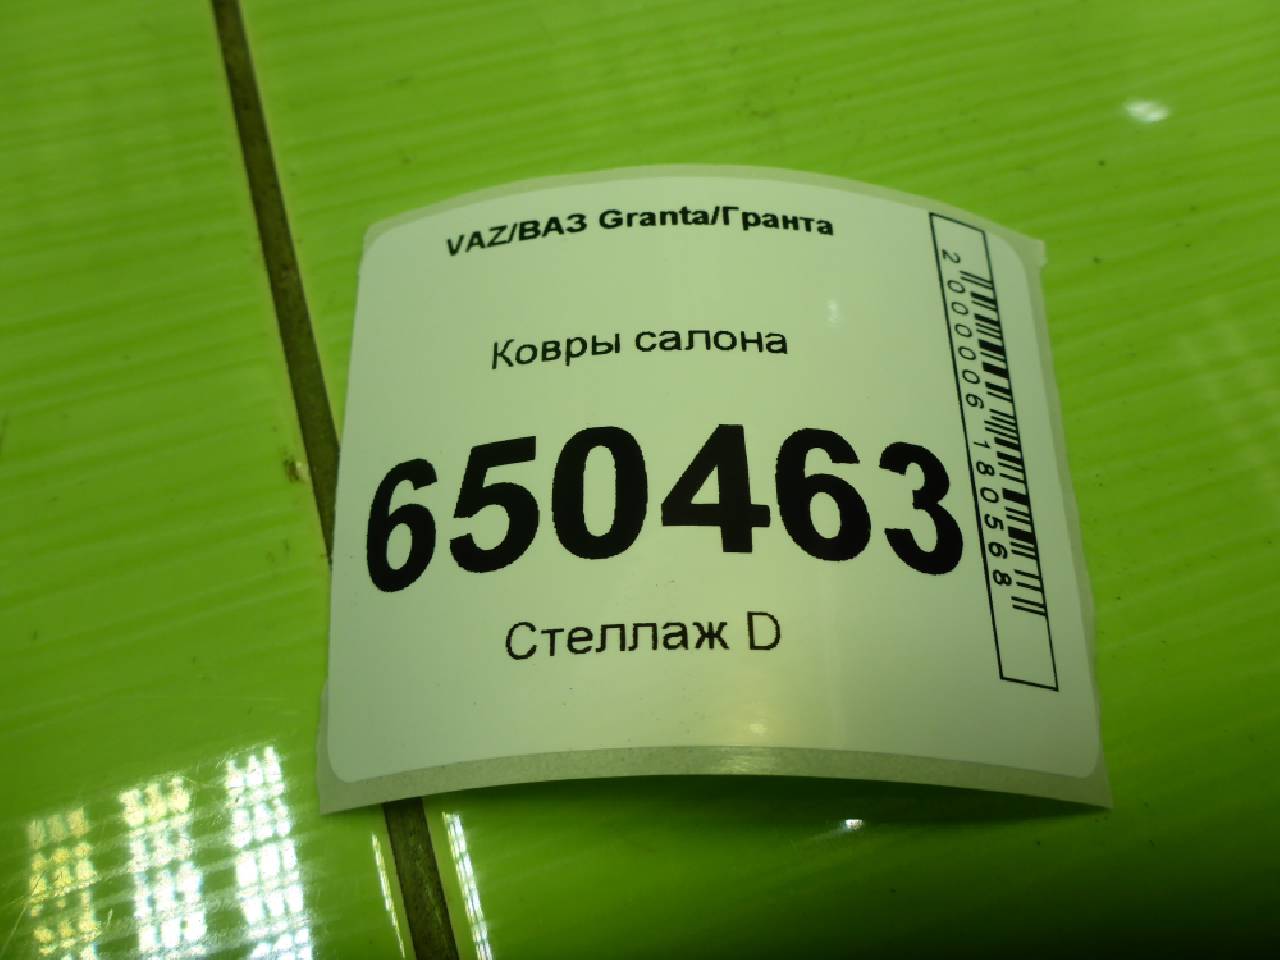 VAZ/ВАЗ Granta/Гранта
Ковры салона
650463
Стеллаж D
2000006180568